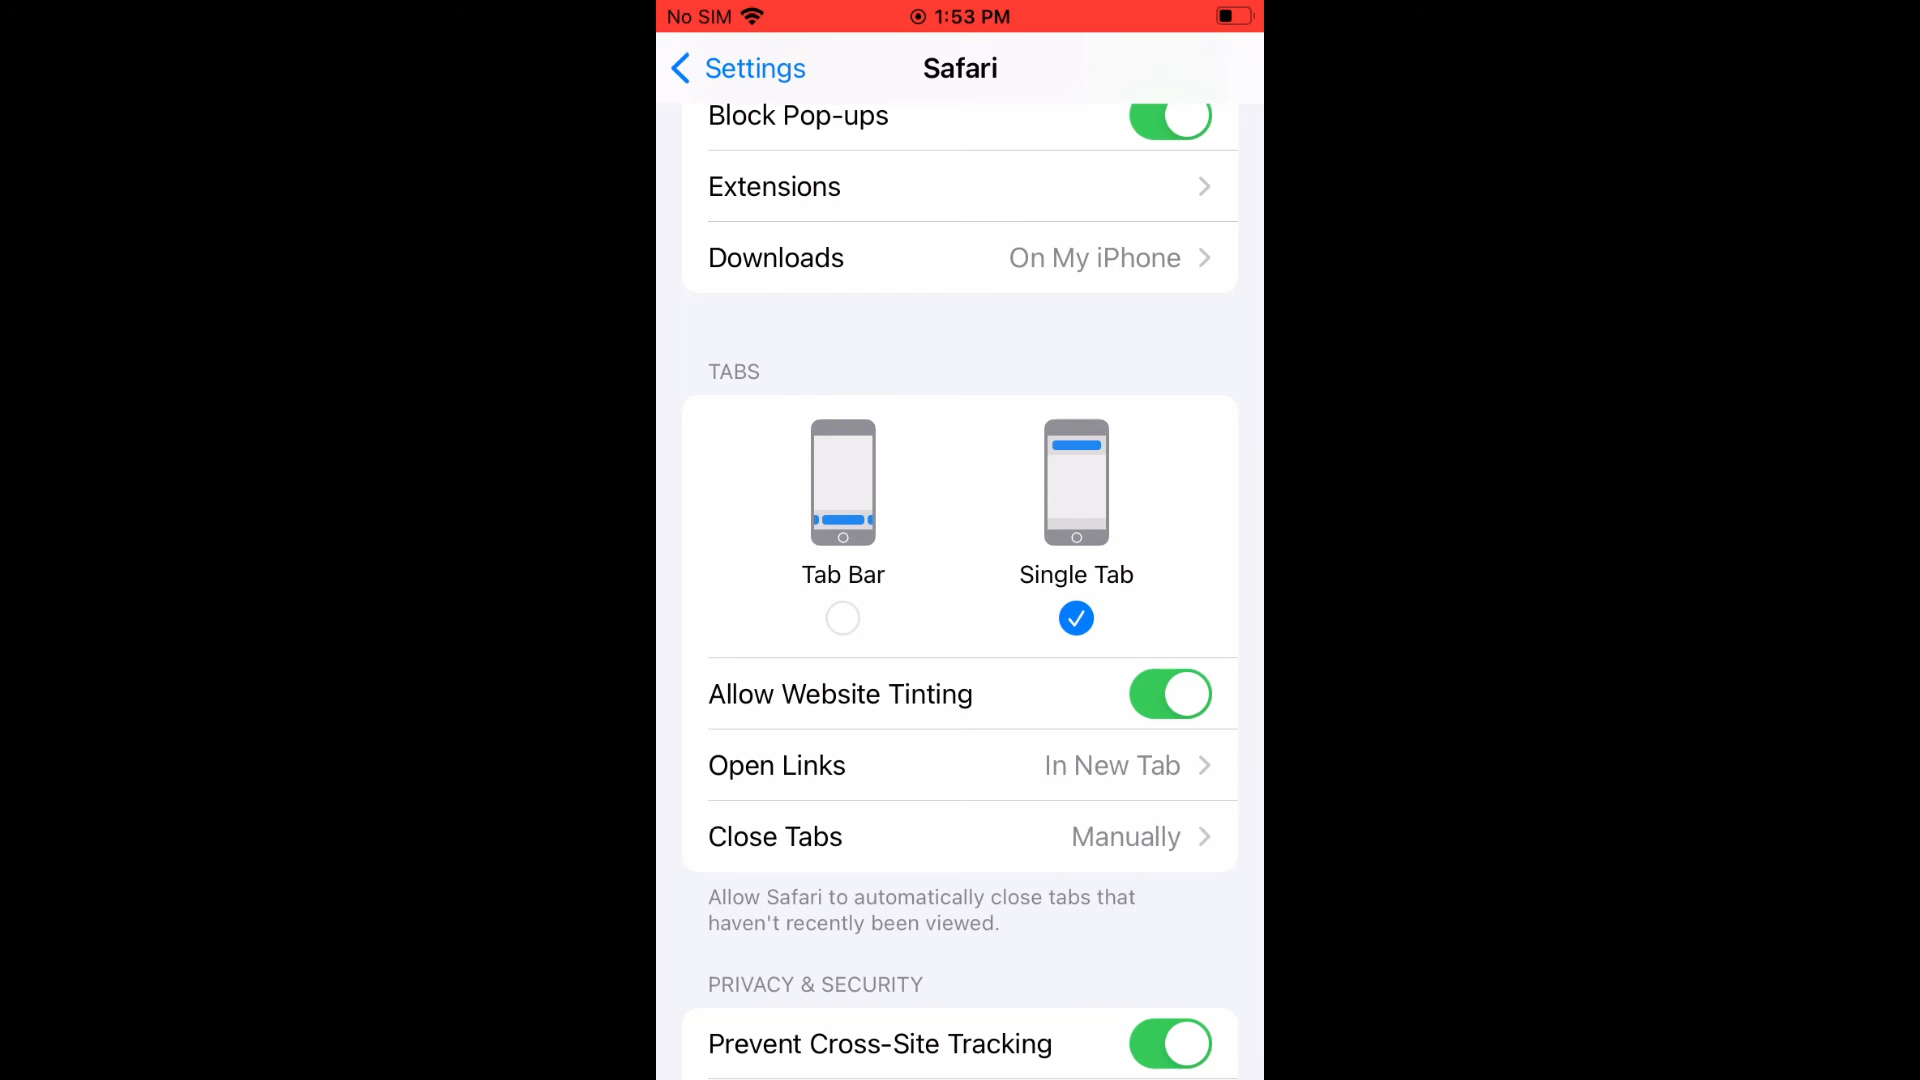 No SIM 1:53 PM
Settings Safari
Block Pop-ups
Extensions
Downloads On My iPhone
TABS
Tab Bar Single Tab
Allow Website Tinting
Open Links In New Tab
Close Tabs Manually
Allow Safari to automatically close tabs that
haven't recently been viewed.
PRIVACY & SECURITY
Prevent Cross-Site Tracking